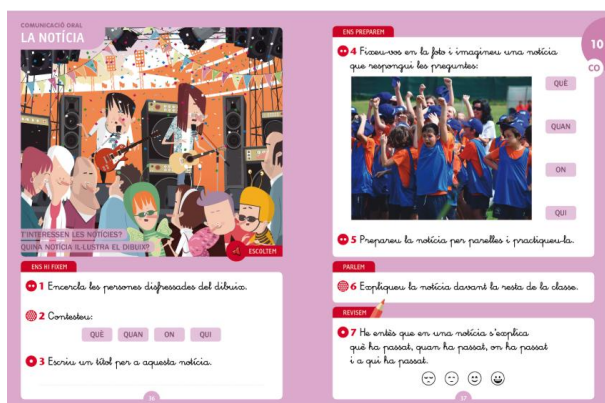 COMUNICACIÓ ORAL
LA NOTÍCIA
T'INTERESSEN LES NOTÍCIES?
QUINA NOTÍCIA IL·LUSTRA EL DIBUIX?
ESCOLTEM
ENS HI FIXEM
1 Encercla les persones disfressades del dibuix.
2 Contesteu:
QUÈ QUAN ON QUI
3 Escriu un títol per a aquesta notícia.
36
ENS PREPAREM
4 Fixeu-vos en la foto i imagineu una notícia
que respongui les preguntes:
QUÈ
QUAN
ON
QUI
5 Prepareu la notícia per parelles i practiqueu-la.
PARLEM
6 Expliqueu la notícia davant la resta de la classe.
REVISEM
7 He entès que en una notícia s'explica
què ha passat, quan ha passat, on ha passat
i a qui ha passat.
37
10
CO